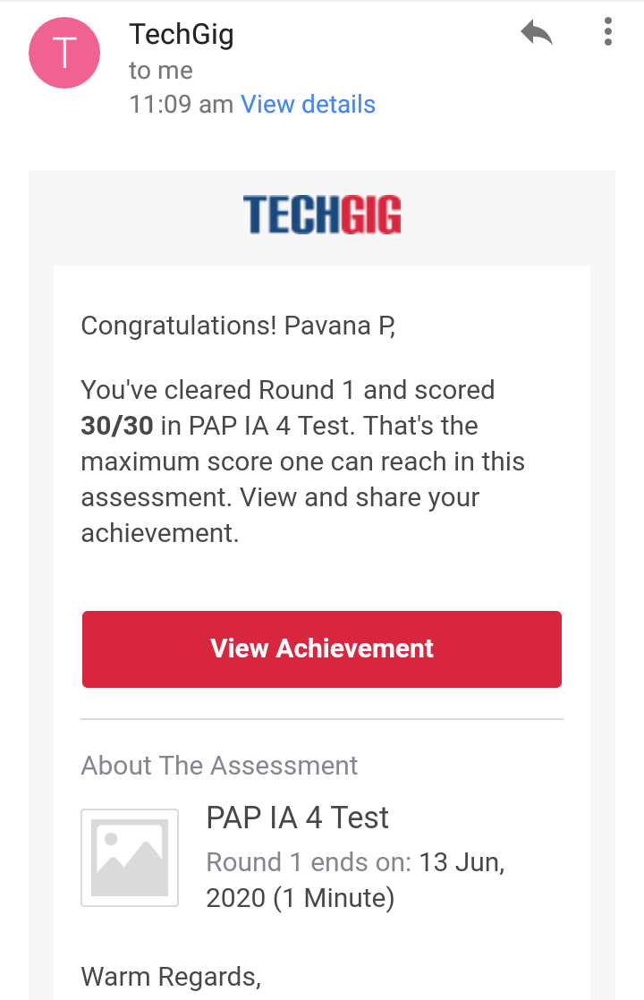 T
TechGig
to me
11:09 am View details
TECHGIG
Congratulations! Pavana P,
You've cleared Round 1 and scored
30/30 in PAP IA 4 Test. That's the
maximum score one can reach in this
assessment. View and share your
achievement.
View Achievement
About The Assessment
PAP IA 4 Test
Round 1 ends on: 13 Jun,
2020 (1 Minute)
Warm Regards,